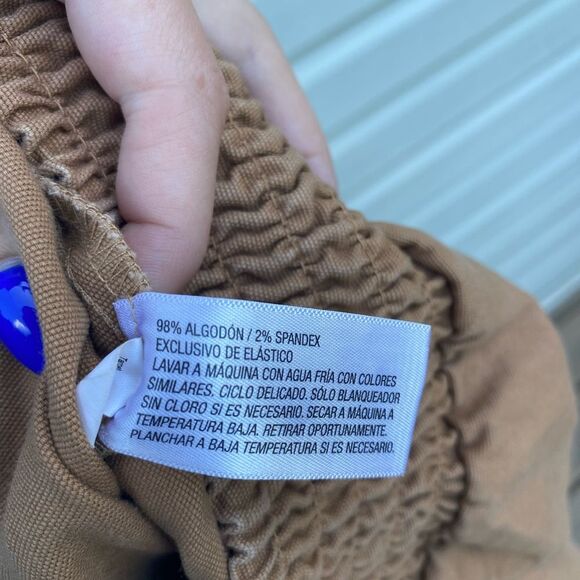 98% ALGODÓN / 2% SPANDEX
EXCLUSIVO DE ELÁSTICO
LAVAR A MÁQUINA CON AGUA FRÍA CON COLORES
SIMILARES. CICLO DELICADO. SÓLO BLANQUEADOR
SIN CLORO SI ES NECESARIO. SECAR A MÁQUINA A
TEMPERATURA BAJA. RETIRAR OPORTUNAMENTE.
PLANCHAR A BAJA TEMPERATURA SI ES NECESARIO.